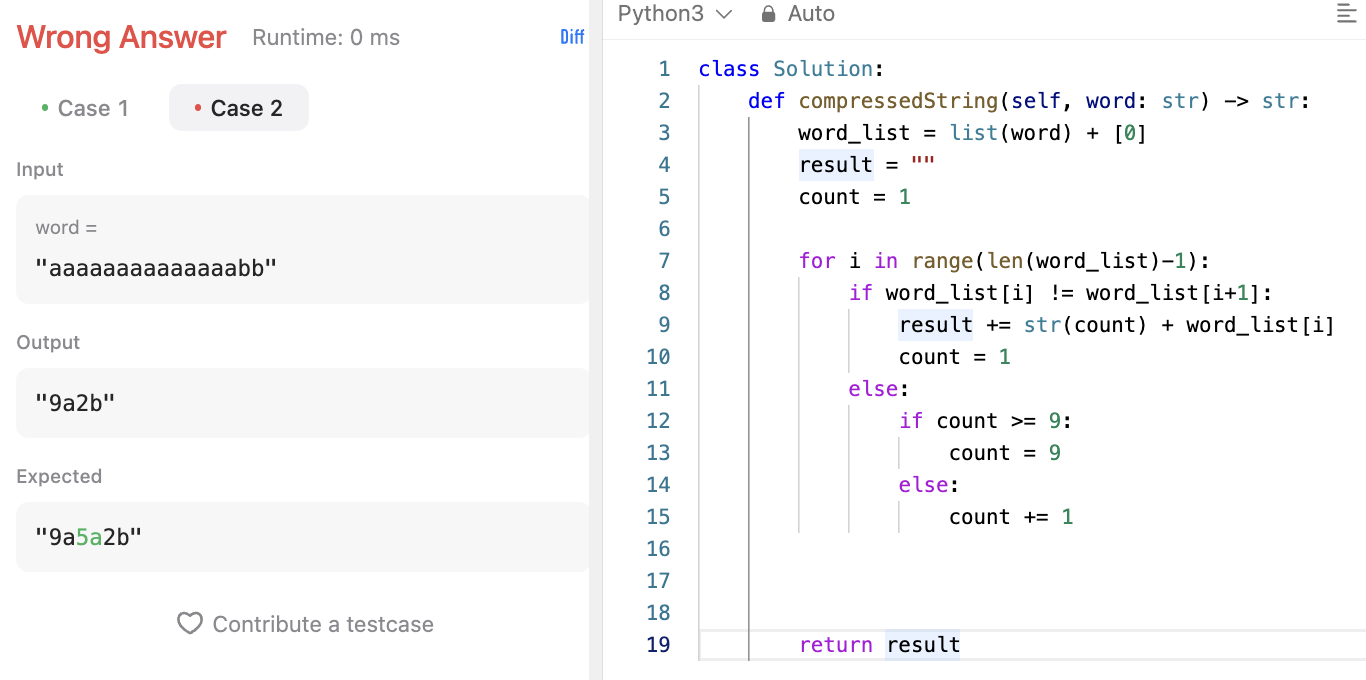 Wrong Answer Runtime: 0 ms Diff
• Case 1 • Case 2
Input
word =
"aaaaaaaaaaaaaabb"
Output
"9a2b"
Expected
"9a5a2b"
Contribute a testcase
Python3 Auto
1 class Solution:
2 def compressedString(self, word: str) -> str:
3 word_list = list(word) + [0]
4 result = ""
5 count = 1
6
7 for i in range(len(word_list)-1):
8 if word_list[i] != word_list[i+1]:
9 result += str(count) + word_list[i]
10 count = 1
11 else:
12 if count >= 9:
13 count = 9
14 else:
15 count += 1
16
17
18
19 return result